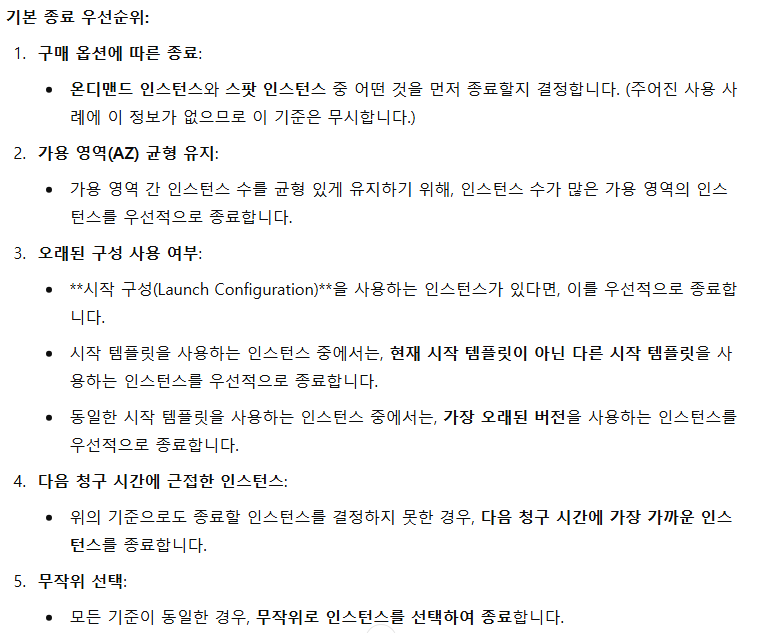 기본 종료 우선순위:
1. 구매 옵션에 따른 종료:
• 온디맨드 인스턴스와 스팟 인스턴스 중 어떤 것을 먼저 종료할지 결정합니다. (주어진 사용 사
례에 이 정보가 없으므로 이 기준은 무시합니다.)
2. 가용 영역(AZ) 균형 유지:
• 가용 영역 간 인스턴스 수를 균형 있게 유지하기 위해, 인스턴스 수가 많은 가용 영역의 인스
턴스를 우선적으로 종료합니다.
3. 오래된 구성 사용 여부:
• **시작 구성(Launch Configuration)**을 사용하는 인스턴스가 있다면, 이를 우선적으로 종료합
니다.
• 시작 템플릿을 사용하는 인스턴스 중에서는, 현재 시작 템플릿이 아닌 다른 시작 템플릿을 사
용하는 인스턴스를 우선적으로 종료합니다.
• 동일한 시작 템플릿을 사용하는 인스턴스 중에서는, 가장 오래된 버전을 사용하는 인스턴스를
우선적으로 종료합니다.
4. 다음 청구 시간에 근접한 인스턴스:
• 위의 기준으로도 종료할 인스턴스를 결정하지 못한 경우, 다음 청구 시간에 가장 가까운 인스
턴스를 종료합니다.
5. 무작위 선택:
• 모든 기준이 동일한 경우, 무작위로 인스턴스를 선택하여 종료합니다.